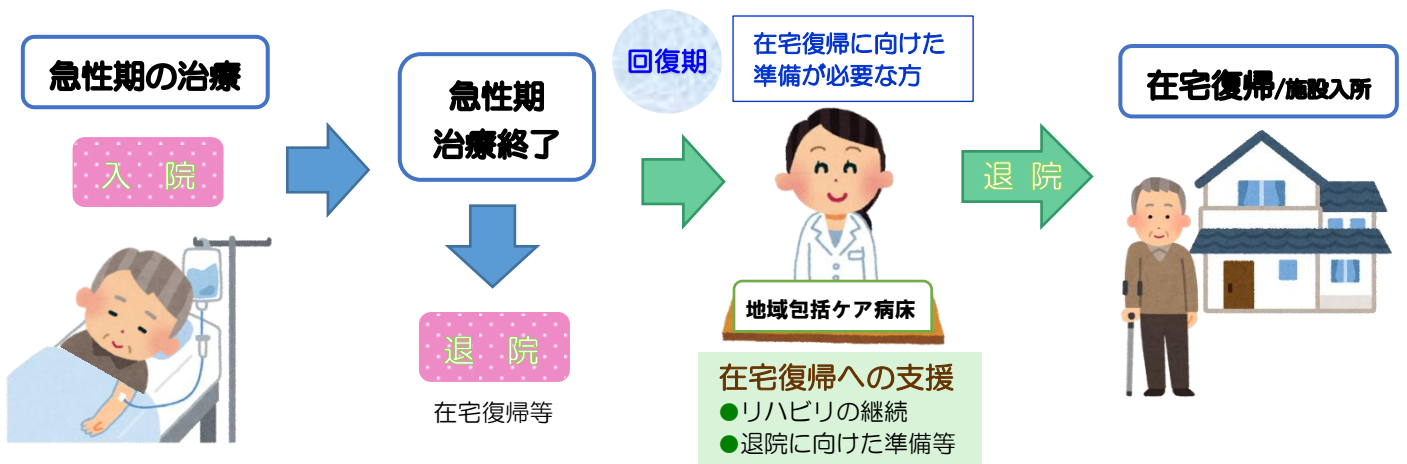 急性期の治療
入 院
急性期
治療終了
退 院
在宅復帰等
回復期
在宅復帰に向けた
準備が必要な方
地域包括ケア病床
在宅復帰への支援
●リハビリの継続
●退院に向けた準備等
退 院
在宅復帰/施設入所